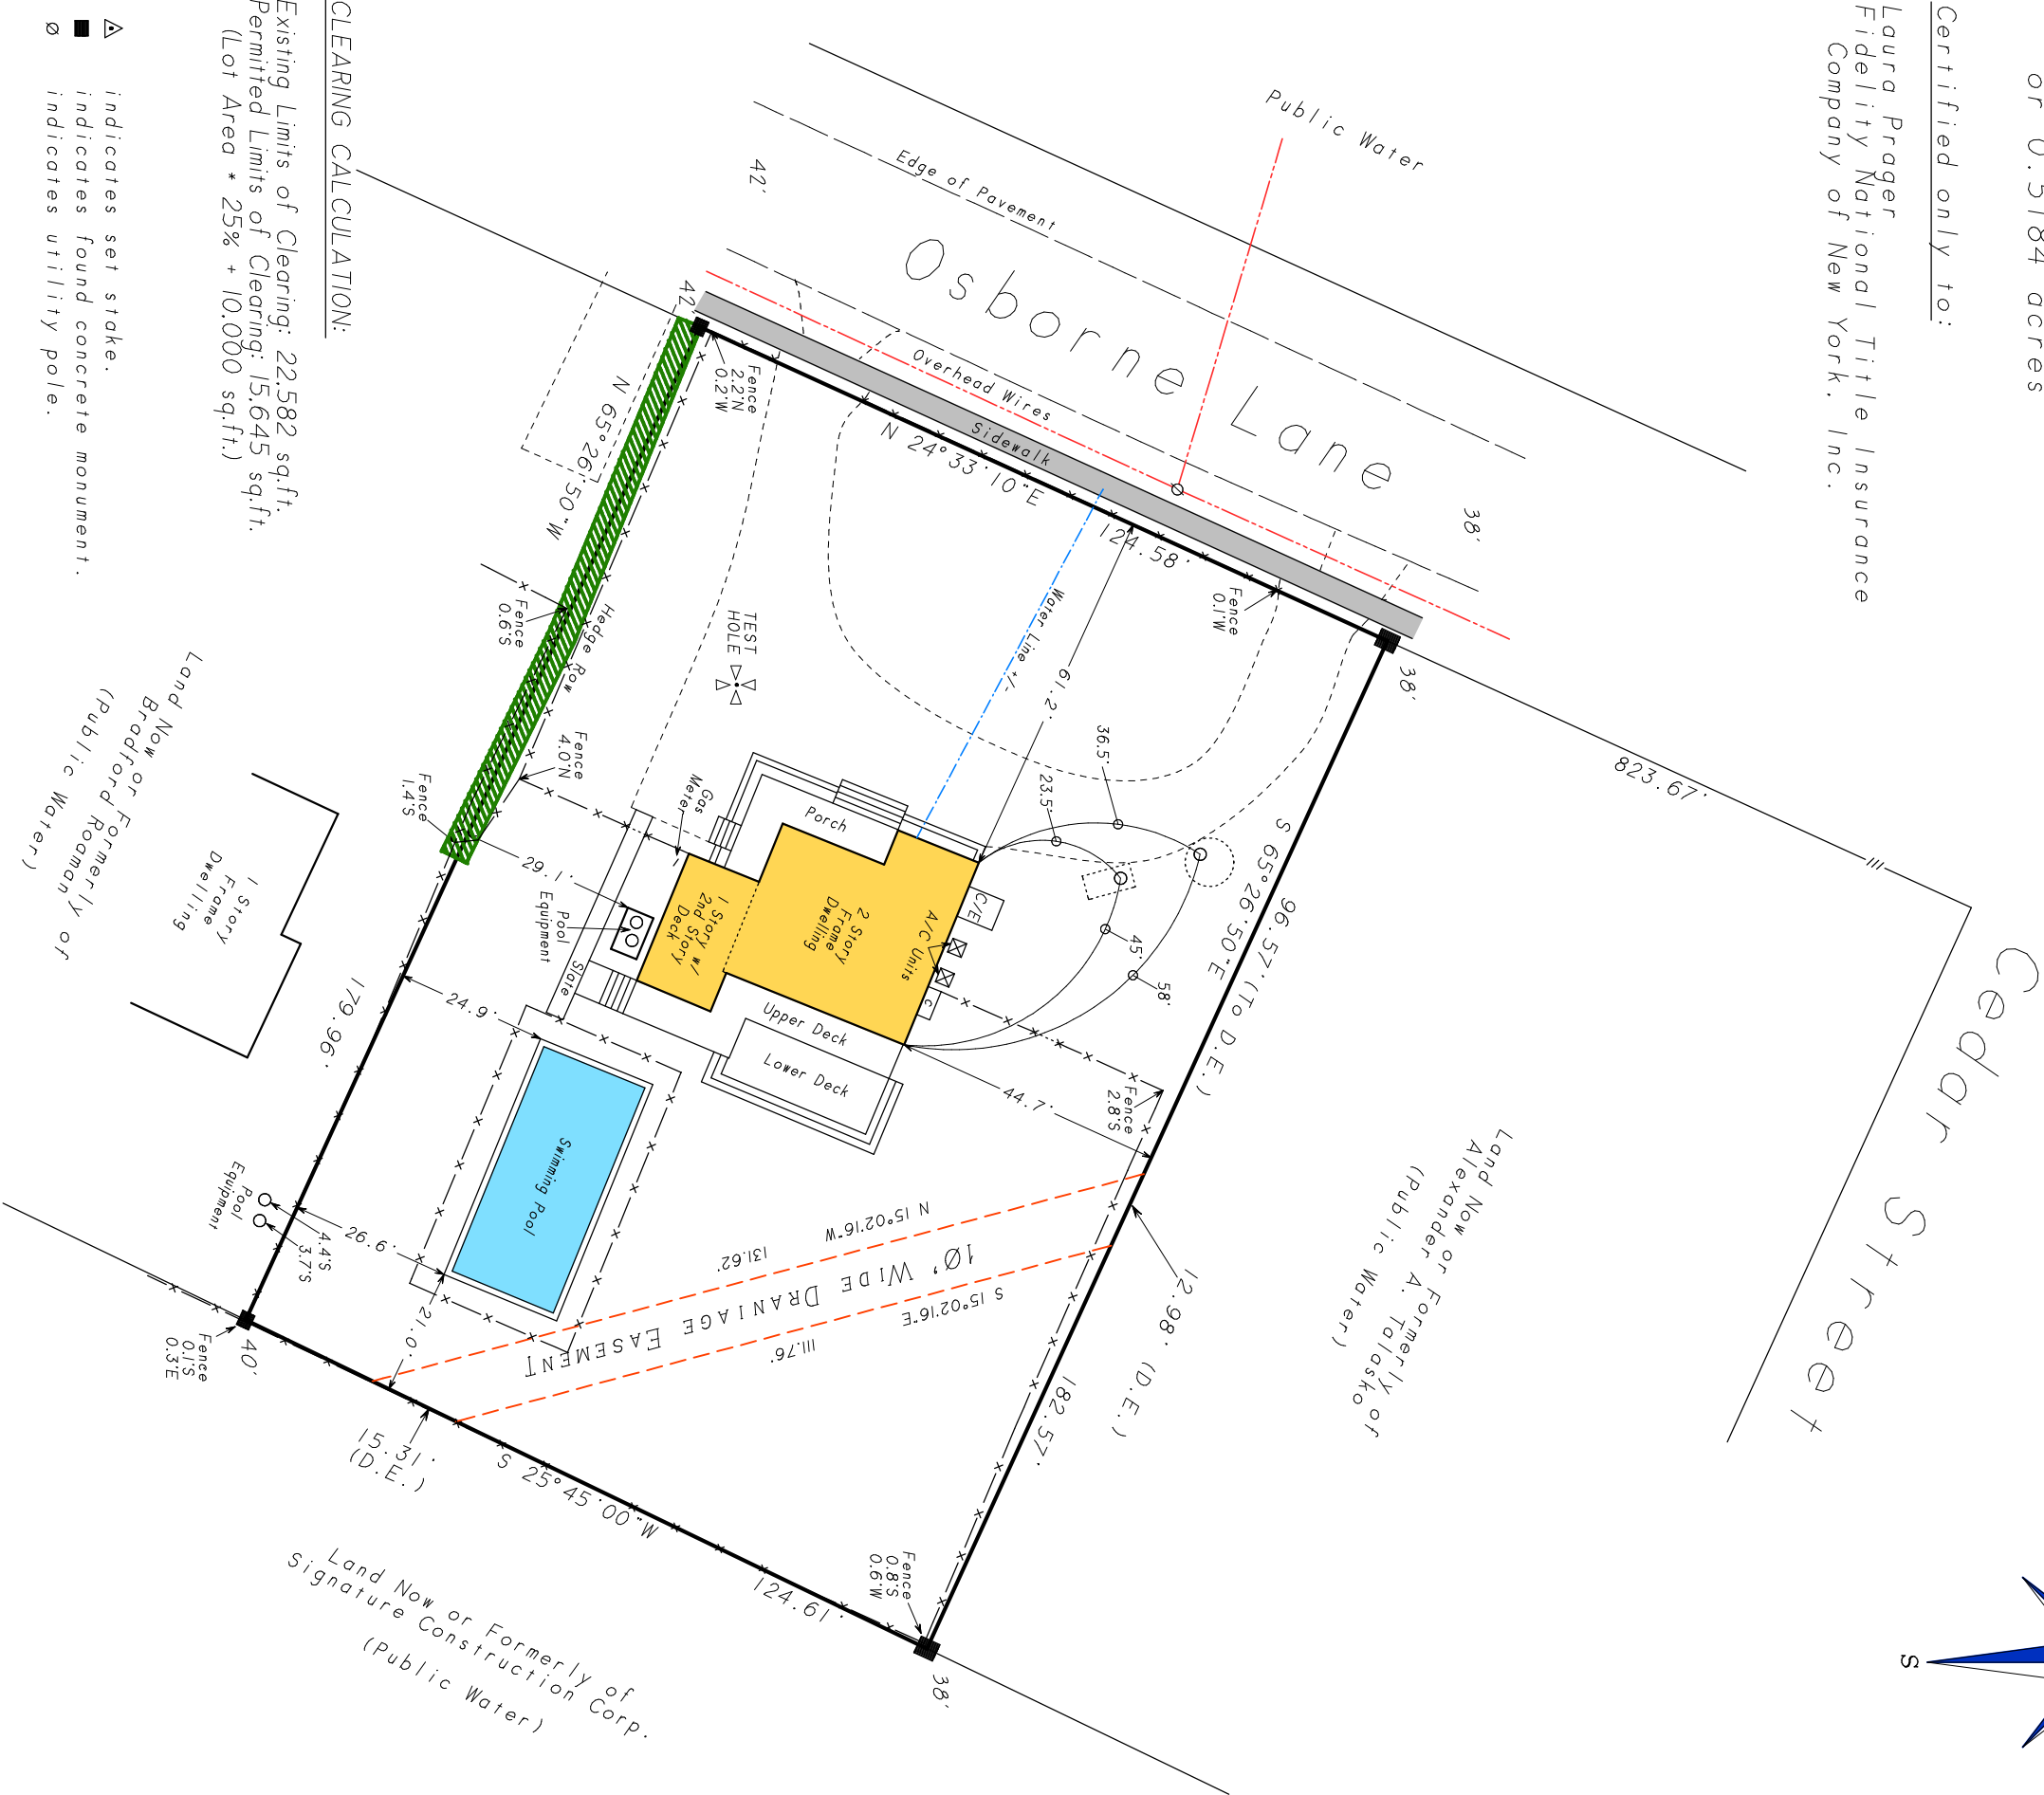 or 0.5184 acres
Certified only to:
Laura Prager
Fidelity National Title Insurance
Company of New York, Inc.
Public Water
42'
Edge of Pavement
Osborne Lane
38'
Overhead Wires
Sidewalk
42'
Fence
2.2'N
0.2'W
N 24°33'10"E
124.58'
Fence
0.1'W
38'
823.67'
Cedar Street
CLEARING CALCULATION:
Existing Limits of Clearing: 22,582 sq.ft.
Permitted Limits of Clearing: 15,645 sq.ft.
(Lot Area * 25% + 10,000 sq.ft.)
indicates set stake.
indicates found concrete monument.
indicates utility pole.
N 65°26'50"W
Fence
0.6'S
Hedge Row
TEST
HOLE
Water Line +/-
61.2'
36.5'
23.5'
45'
58'
S 65°26'50"E
96.57' (To D.E.)
Fence
4.0'N
Fence
1.4'S
Gas
Meter
Porch
29.1'
Pool
Equipment
1 Story w/
2nd Story
Deck
2 Story
Frame
Dwelling
C/E
A/C Units
c
Slate
Upper Deck
Lower Deck
44.7'
Fence
2.8'S
Land Now or Formerly of
Bradford Roaman
(Public Water)
1 Story
Frame
Dwelling
179.96'
24.9'
Swimming Pool
26.6'
21.0'
Pool
Equipment
4.4'S
3.7'S
Fence
0.1'S
0.3'E
40'
N 15°02'16"W
131.62'
10' WIDE DRANIAGE EASEMENT
S 15°02'16"E
111.76'
12.98' (D.E.)
182.57'
Land Now or Formerly of
Alexander A. Talasko
(Public Water)
15.31'
(D.E.)
S 25°45'00"W
124.61'
Fence
0.8'S
0.6'W
38'
Land Now or Formerly of
Signature Construction Corp.
(Public Water)
S